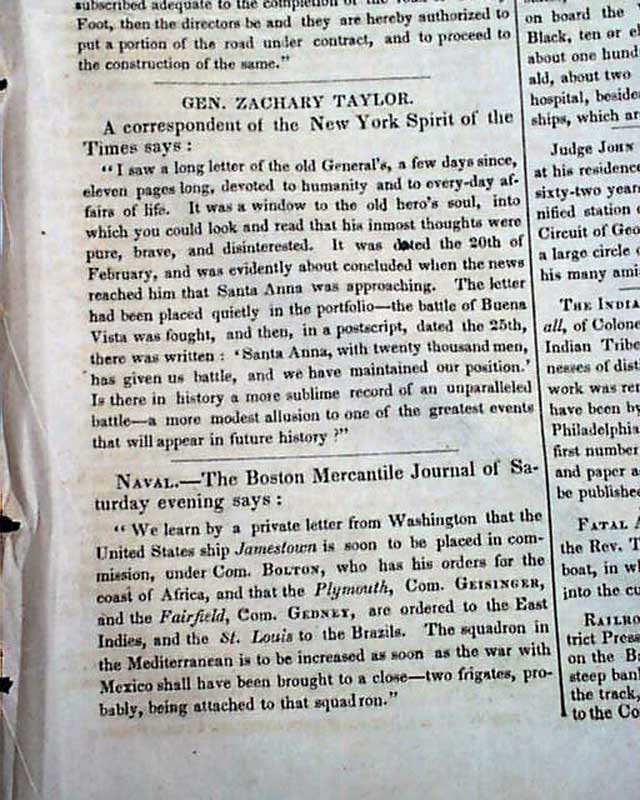 subscribed adequate to the completion of the
Foot, then the directors be and they are hereby authorized to
put a portion of the road under contract, and to proceed to
the construction of the same."
GEN. ZACHARY TAYLOR.
A correspondent of the New York Spirit of the
Times says :
"I saw a long letter of the old General's, a few days since,
eleven pages long, devoted to humanity and to every-day af-
fairs of life. It was a window to the old hero's soul, into
which you could look and read that his inmost thoughts were
pure, brave, and disinterested. It was dated the 20th of
February, and was evidently about concluded when the news
reached him that Santa Anna was approaching. The letter
had been placed quietly in the portfolio—the battle of Buena
Vista was fought, and then, in a postscript, dated the 25th,
there was written : 'Santa Anna, with twenty thousand men,
has given us battle, and we have maintained our position.'
Is there in history a more sublime record of an unparalleled
battle—a more modest allusion to one of the greatest events
that will appear in future history ?"
NAVAL.—The Boston Mercantile Journal of Sa-
turday evening says :
"We learn by a private letter from Washington that the
United States ship Jamestown is soon to be placed in com-
mission, under Com. BOLTON, who has his orders for the
coast of Africa, and that the Plymouth, Com. GEISINGER,
and the Fairfield, Com. GEDNEY, are ordered to the East
Indies, and the St. Louis to the Brazils. The squadron in
the Mediterranean is to be increased as soon as the war with
Mexico shall have been brought to a close—two frigates, pro-
bably, being attached to that squadron."
on board the
Black, ten or el
about one hund
ald, about two
hospital, beside
ships, which ar
Judge JOHN
at his residence
sixty-two years
nified station o
Circuit of Geo
a large circle o
his many ami
THE INDIA
all, of Colone
Indian Tribe
nesses of dist
work was re
have been by
Philadelphia
first number
and paper a
be published
FATAL A
the Rev. T
boat, in wh
into the cu
RAILRO
trict Press
on the Ba
steep bank
the track,
to the Co